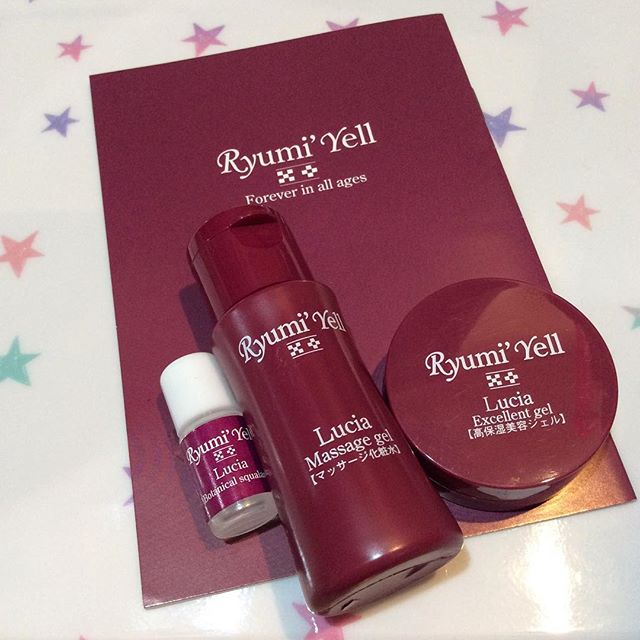 Ryumi' Yell
Forever in all ages
Ryumi' Yell
Lucia
Massage gel
【マッサージ化粧水】
Ryumi' Yell
Lucia
Excellent gel
【高保湿美容ジェル】
Ryumi' Yell
Lucia
Botanical